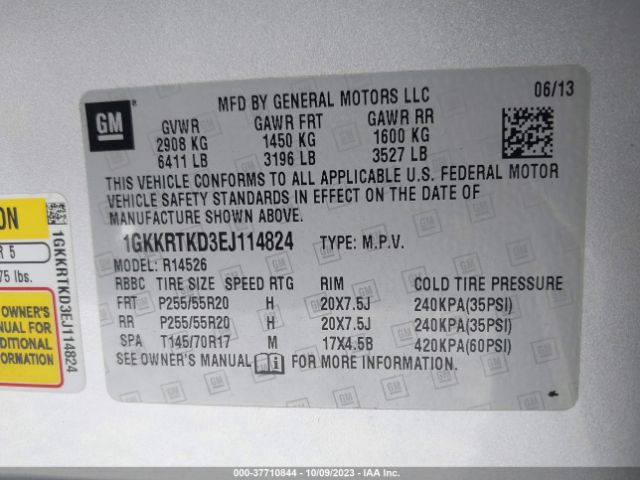 GM
MFD BY GENERAL MOTORS LLC
06/13
GVWR GAWR FRT GAWR RR
2908 KG 1450 KG 1600 KG
6411 LB 3196 LB 3527 LB
THIS VEHICLE CONFORMS TO ALL APPLICABLE U.S. FEDERAL MOTOR
VEHICLE SAFETY STANDARDS IN EFFECT ON THE DATE OF
MANUFACTURE SHOWN ABOVE.
1GKKRTKD3EJ114824 TYPE: M.P.V.
MODEL: R14526
RBBC TIRE SIZE SPEED RTG RIM COLD TIRE PRESSURE
FRT P255/55R20 H 20X7.5J 240KPA(35PSI)
RR P255/55R20 H 20X7.5J 240KPA(35PSI)
SPA T145/70R17 M 17X4.5B 420KPA(60PSI)
SEE OWNER'S MANUAL FOR MORE INFORMATION.
ON
R 5
75 lbs.
OWNER'S
NUAL FOR
DITIONAL
RMATION
1GKKRTKD3EJ114824
000-37710844 - 10/09/2023 - IAA Inc.